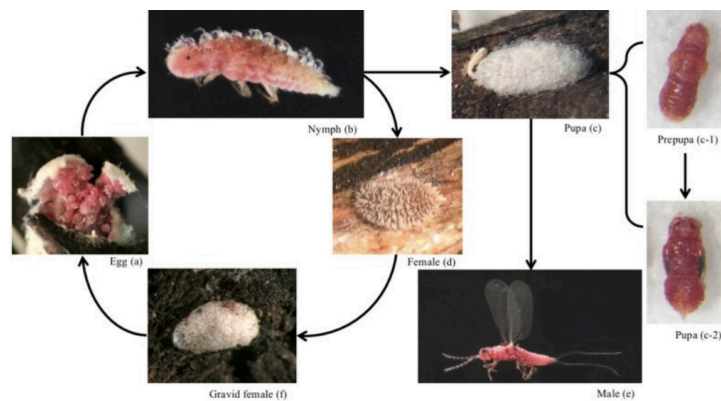 Nymph (b)
Pupa (c)
Prepupa (c-1)
Egg (a)
Female (d)
Pupa (c-2)
Gravid female (f)
Male (e)